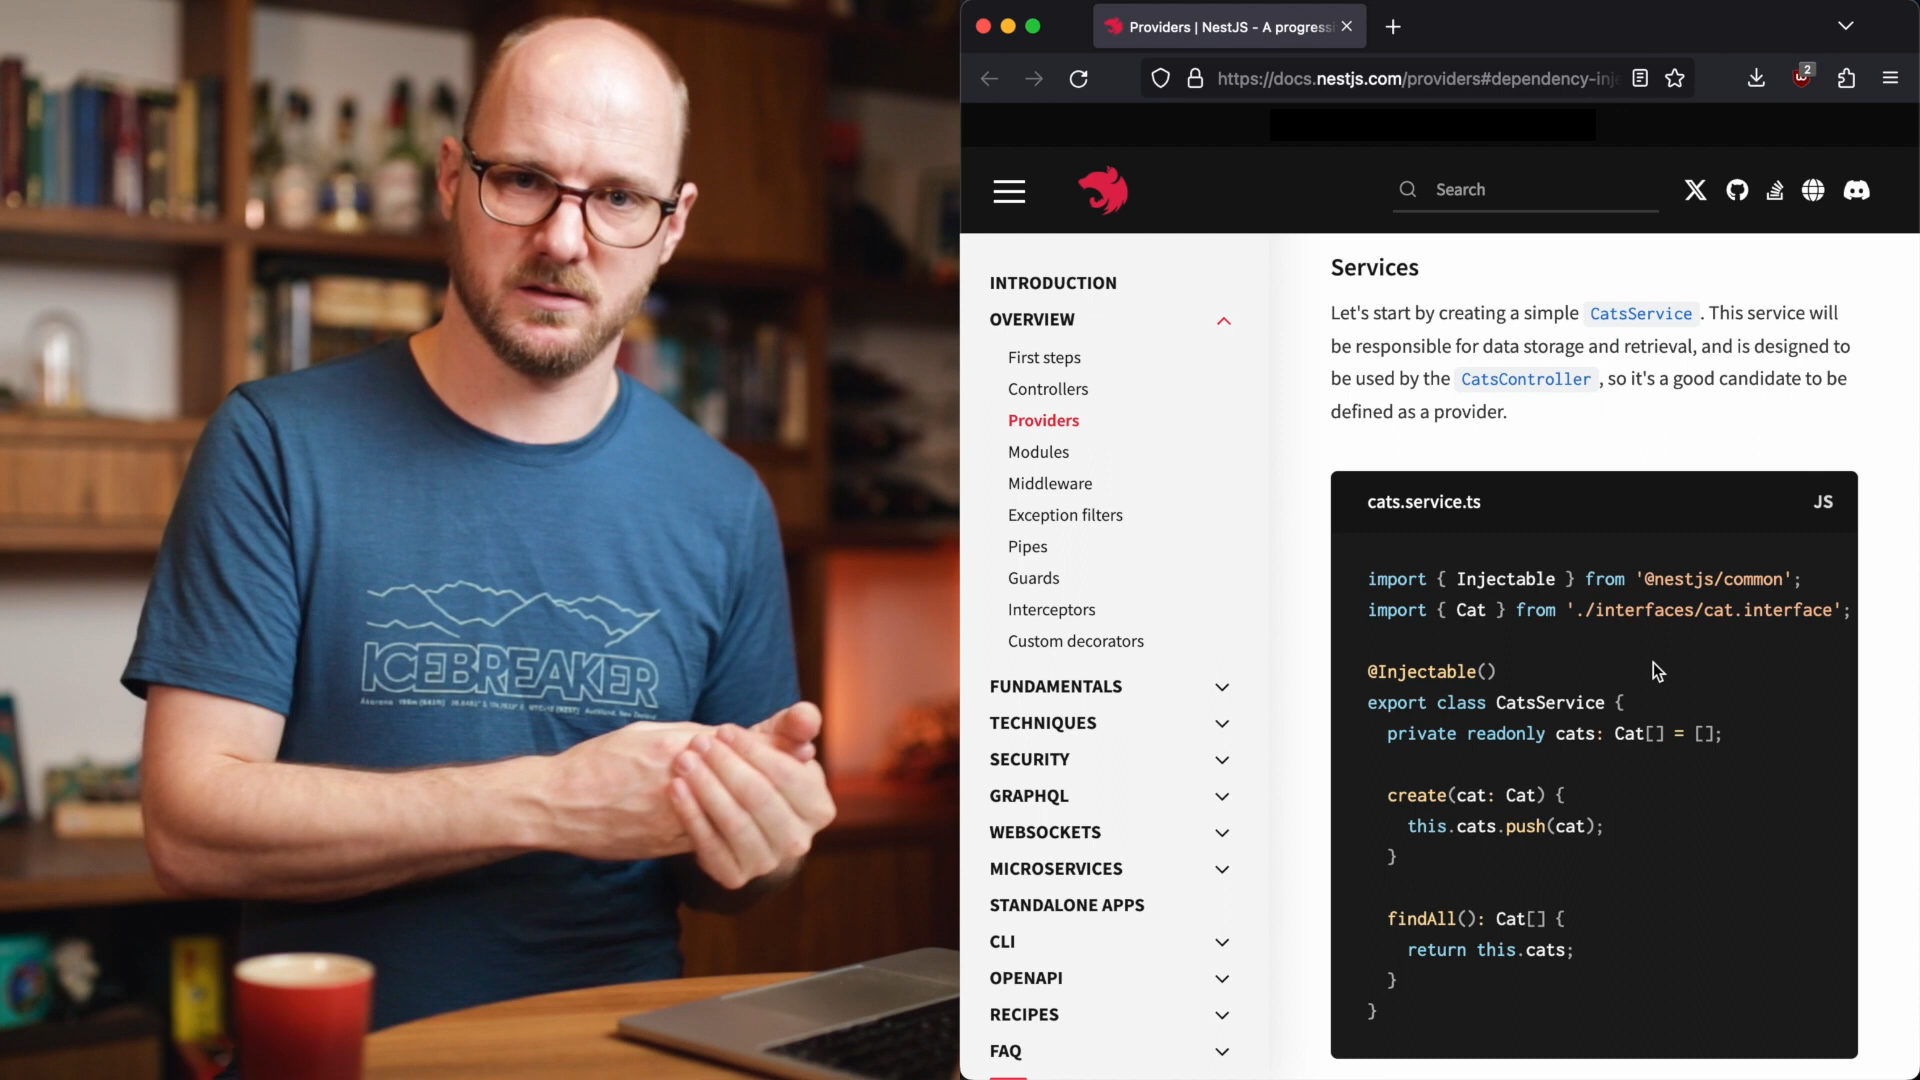 ICEBREAKER
Providers | NestJS - A progressi
2
https://docs.nestjs.com/providers#dependency-inj
Search
INTRODUCTION
OVERVIEW
First steps
Controllers
Providers
Modules
Middleware
Exception filters
Pipes
Guards
Interceptors
Custom decorators
FUNDAMENTALS
TECHNIQUES
SECURITY
GRAPHQL
WEBSOCKETS
MICROSERVICES
STANDALONE APPS
CLI
OPENAPI
RECIPES
FAQ
Services
Let's start by creating a simple CatsService. This service will
be responsible for data storage and retrieval, and is designed to
be used by the CatsController, so it's a good candidate to be
defined as a provider.
cats.service.ts JS
import { Injectable } from '@nestjs/common';
import { Cat } from './interfaces/cat.interface';
@Injectable()
export class CatsService {
private readonly cats: Cat[] = [];
create(cat: Cat) {
this.cats.push(cat);
}
findAll(): Cat[] {
return this.cats;
}
}